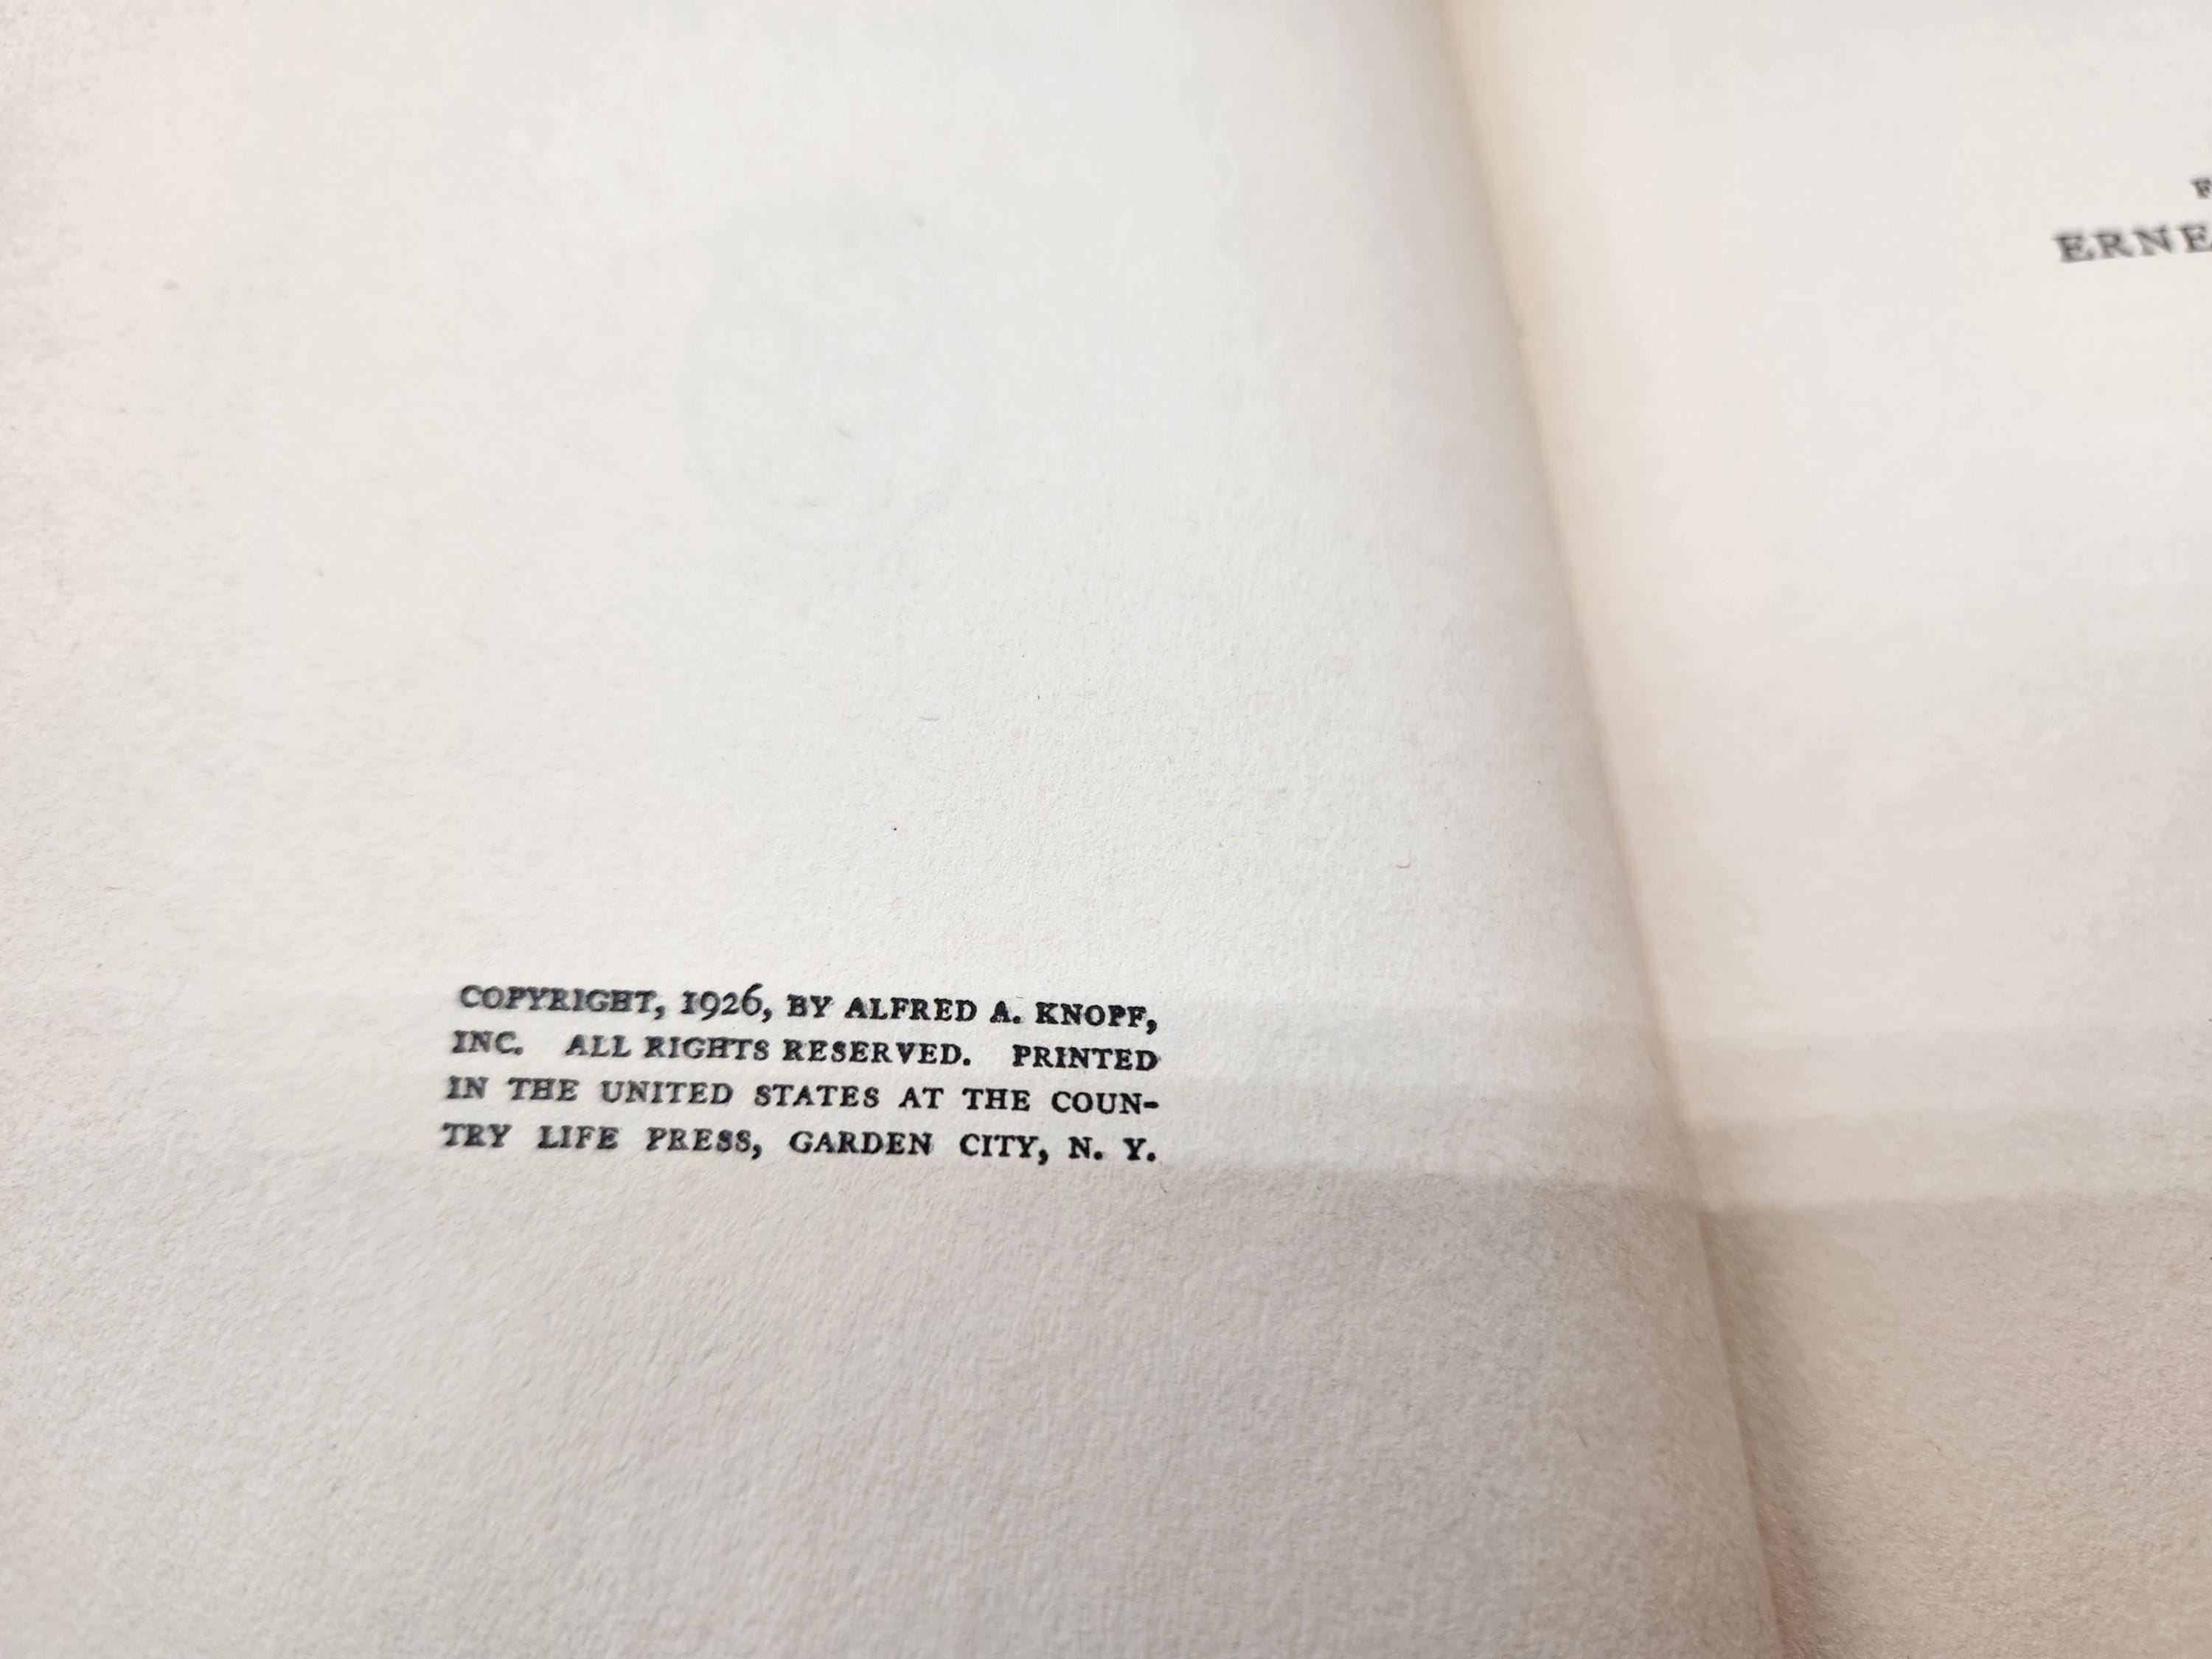 COPYRIGHT, 1926, BY ALFRED A. KNOPF,
INC. ALL RIGHTS RESERVED. PRINTED
IN THE UNITED STATES AT THE COUN-
TRY LIFE PRESS, GARDEN CITY, N. Y.
F
ERNE